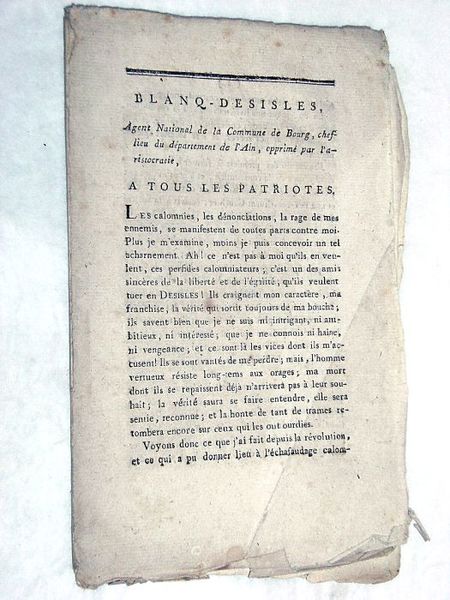 BLANQ-DESISLES,
Agent National de la Commune de Bourg, chef-
lieu du département de l'Ain, opprimé par l'a-
ristocratie,
A TOUS LES PATRIOTES,
LES calomnies, les dénonciations, la rage de mes
ennemis, se manifestent de toutes parts contre moi.
Plus je m'examine, moins je puis concevoir un tel
acharnement. Ah! ce n'est pas à moi qu'ils en veu-
lent, ces perfides calomniateurs; c'est un des amis
sincères de la liberté et de l'égalité, qu'ils veulent
tuer en DESISLES! Ils craignent mon caractère, ma
franchise, la vérité qui sortit toujours de ma bouche;
ils savent bien que je ne suis ni intrigant, ni am-
bitieux, ni intéressé; que je ne connois ni haine,
ni vengeance; et ce sont là les vices dont ils m'ac-
cusent! Ils se sont vantés de me perdre; mais, l'homme
vertueux résiste long-tems aux orages; ma mort
dont ils se repaissent déjà n'arrivera pas à leur sou-
hait; la vérité saura se faire entendre, elle sera
sentie, reconnue; et la honte de tant de trames re-
tombera encore sur ceux qui les ont ourdies.
Voyons donc ce que j'ai fait depuis la révolution,
et ce qui a pu donner lieu à l'échafaudage calom-